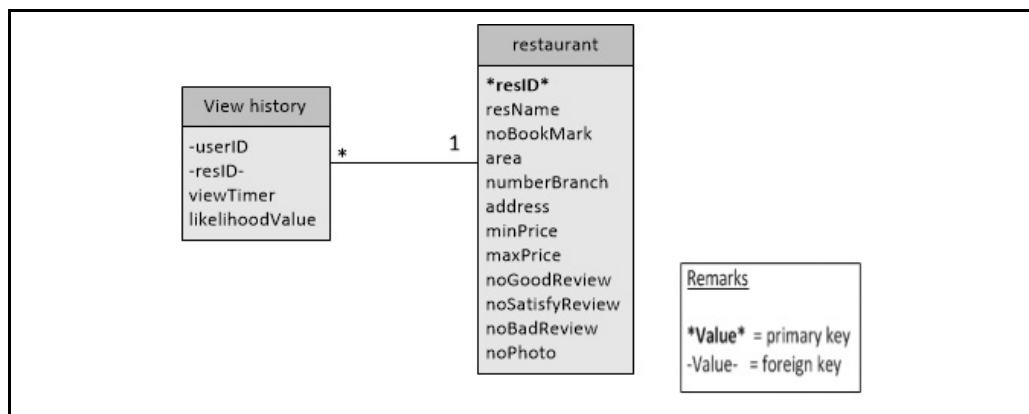 View history
-userID
-resID-
viewTimer
likelihoodValue
*
1
restaurant
*resID*
resName
noBookMark
area
numberBranch
address
minPrice
maxPrice
noGoodReview
noSatisfyReview
noBadReview
noPhoto
Remarks
*Value* = primary key
-Value- = foreign key